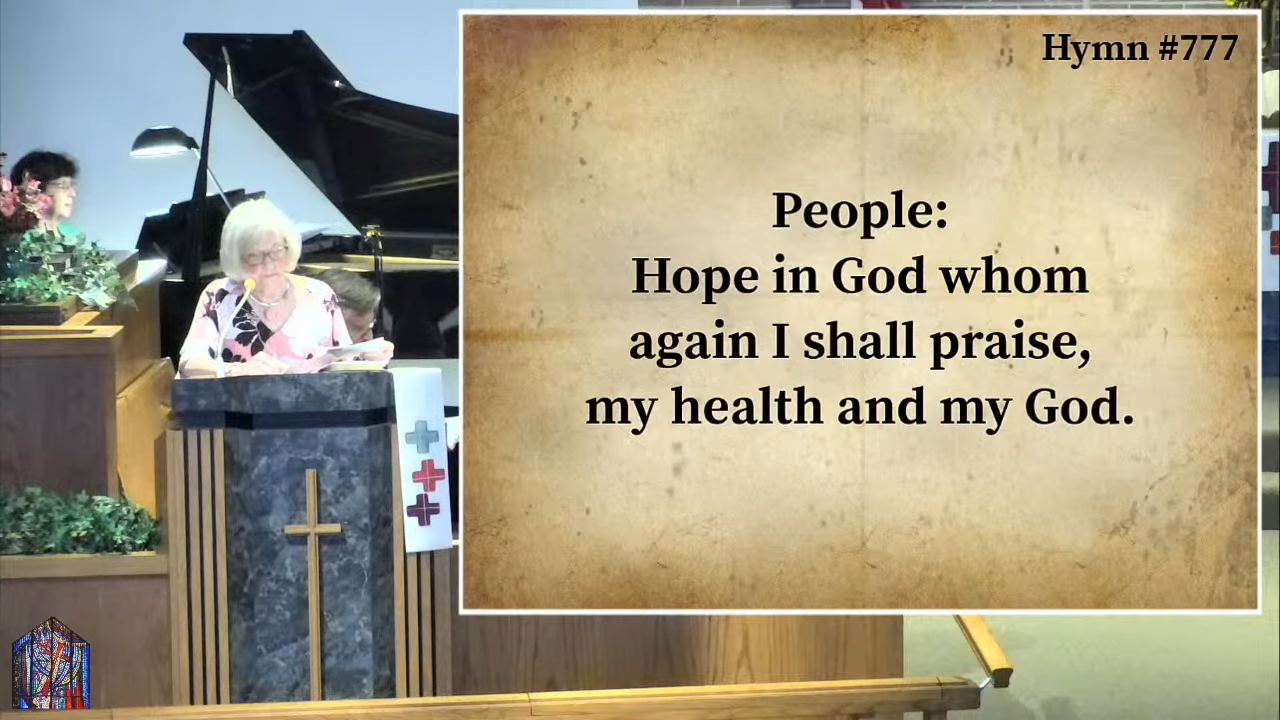 Hymn #777
People:
Hope in God whom
again I shall praise,
my health and my God.